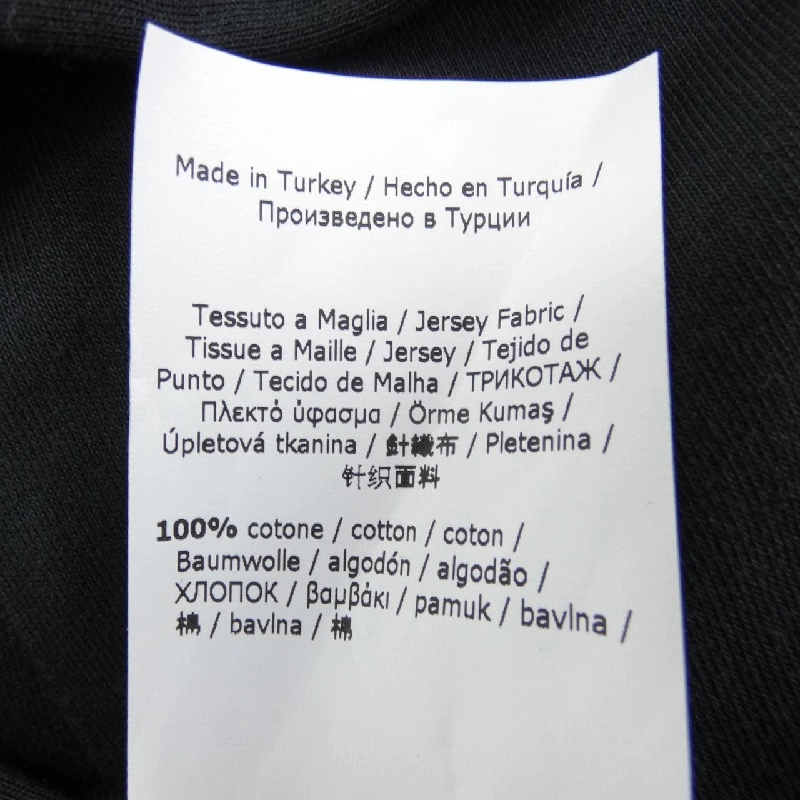 Made in Turkey / Hecho en Turquía /
Произведено в Турции
Tessuto a Maglia / Jersey Fabric /
Tissue a Maille / Jersey / Tejido de
Punto / Tecido de Malha / ТРИКОТАЖ /
Πλεκτό ύφασμα / Örme Kumaş /
Úpletová tkanina / 針織布 / Pletenina /
针织面料
100% cotone / cotton / coton /
Baumwolle / algodón / algodão /
ХЛОПОК / βαμβάκι / pamuk / bavlna /
棉 / bavlna / 棉